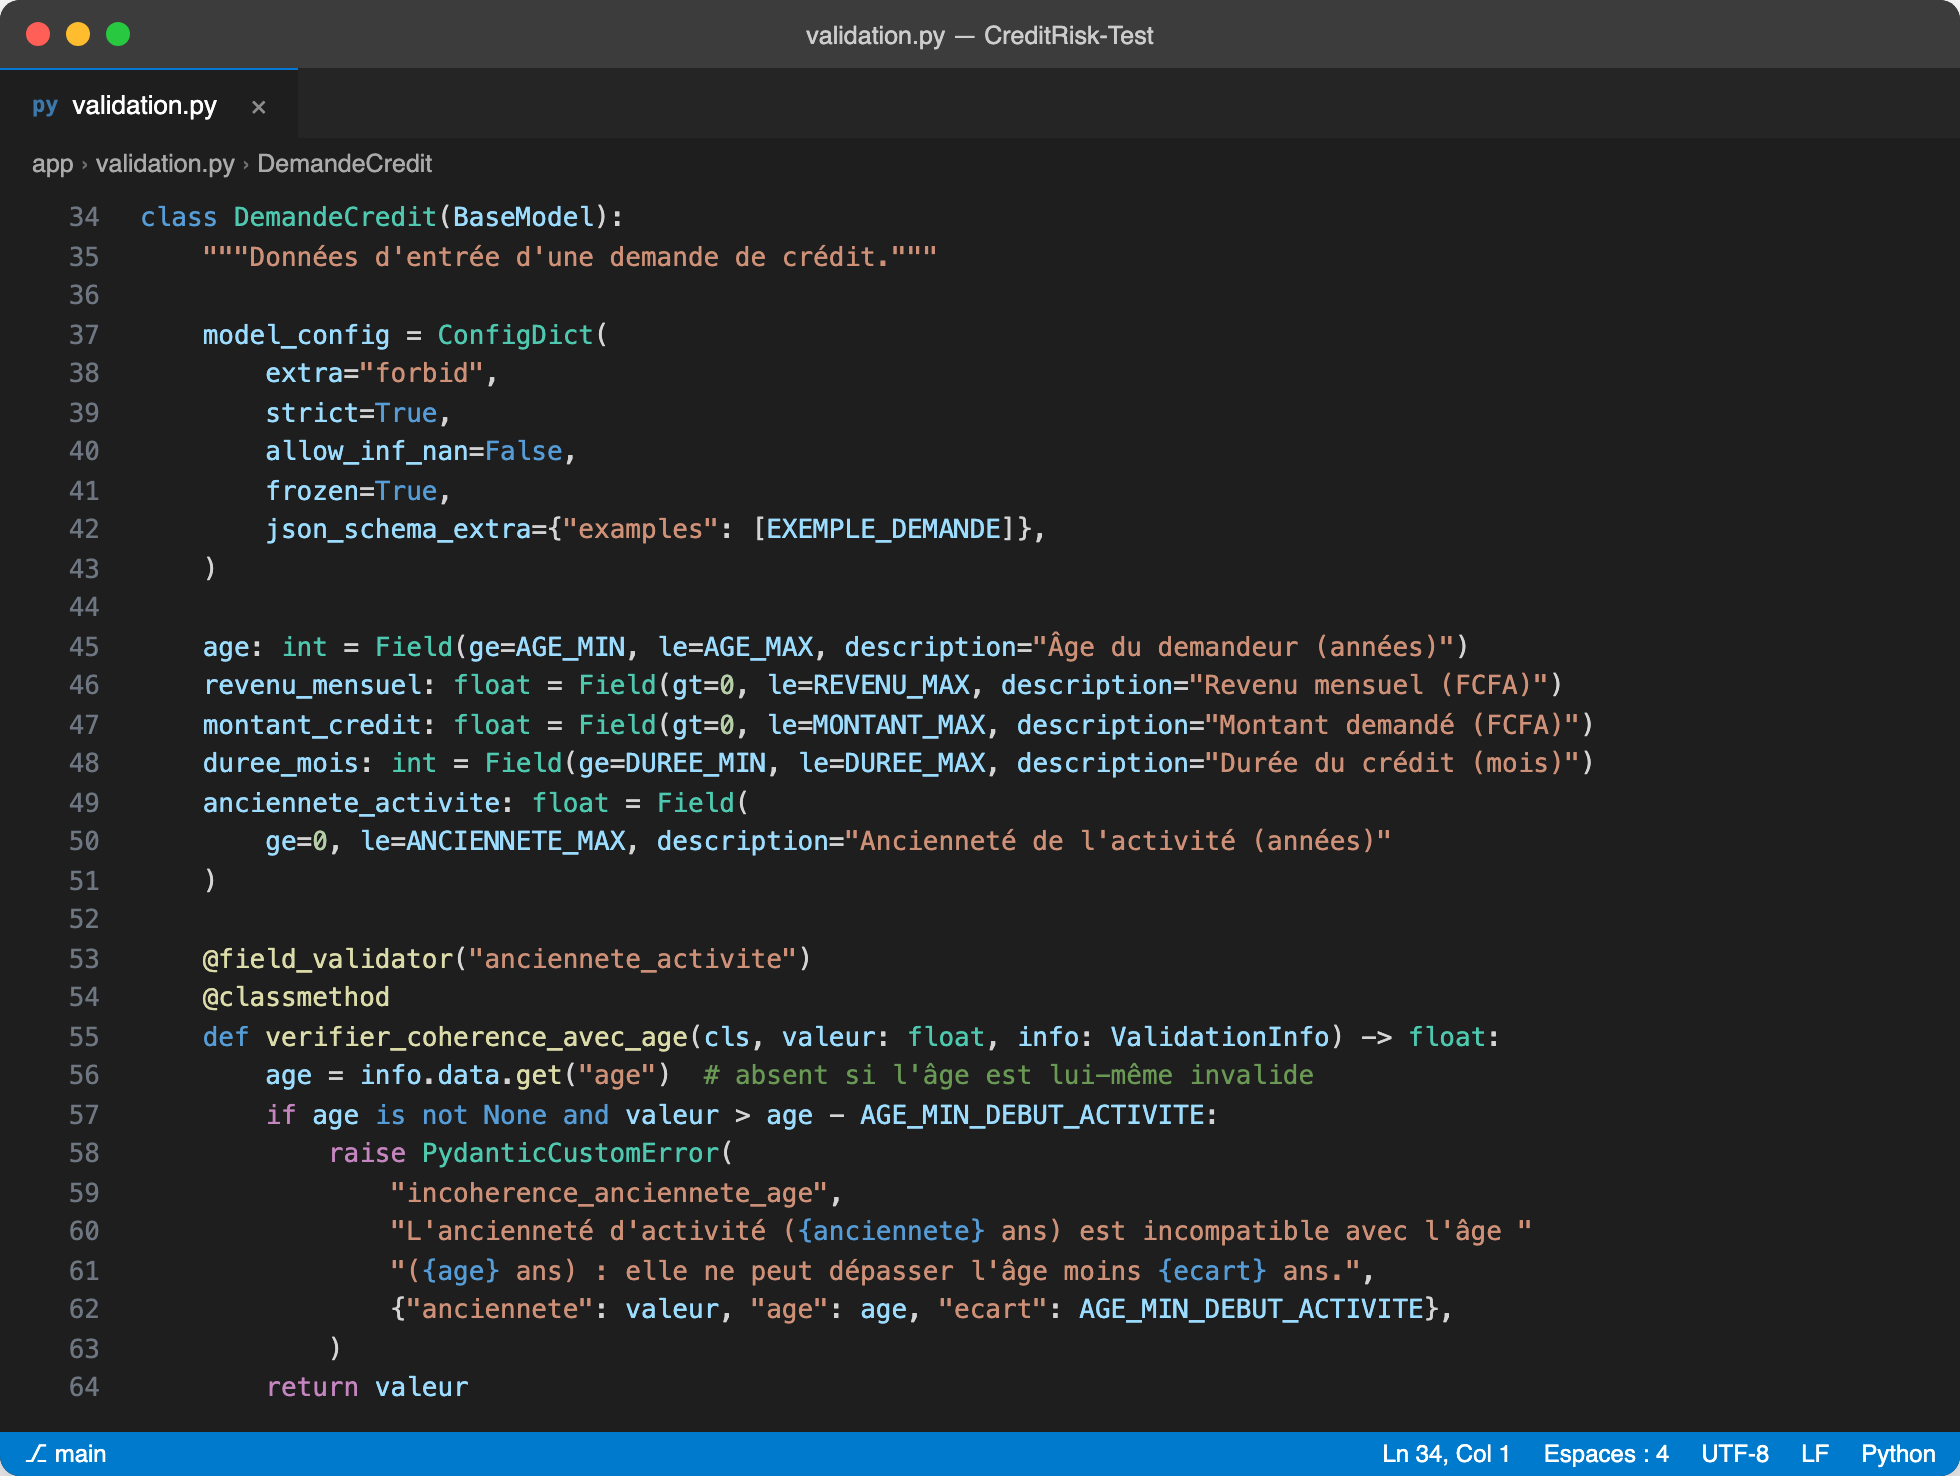 validation.py — CreditRisk-Test
py validation.py ×
app › validation.py › DemandeCredit
34 class DemandeCredit(BaseModel):
35     """Données d'entrée d'une demande de crédit."""
36
37     model_config = ConfigDict(
38         extra="forbid",
39         strict=True,
40         allow_inf_nan=False,
41         frozen=True,
42         json_schema_extra={"examples": [EXEMPLE_DEMANDE]},
43     )
44
45     age: int = Field(ge=AGE_MIN, le=AGE_MAX, description="Âge du demandeur (années)")
46     revenu_mensuel: float = Field(gt=0, le=REVENU_MAX, description="Revenu mensuel (FCFA)")
47     montant_credit: float = Field(gt=0, le=MONTANT_MAX, description="Montant demandé (FCFA)")
48     duree_mois: int = Field(ge=DUREE_MIN, le=DUREE_MAX, description="Durée du crédit (mois)")
49     anciennete_activite: float = Field(
50         ge=0, le=ANCIENNETE_MAX, description="Ancienneté de l'activité (années)"
51     )
52
53     @field_validator("anciennete_activite")
54     @classmethod
55     def verifier_coherence_avec_age(cls, valeur: float, info: ValidationInfo) -> float:
56         age = info.data.get("age")  # absent si l'âge est lui-même invalide
57         if age is not None and valeur > age - AGE_MIN_DEBUT_ACTIVITE:
58             raise PydanticCustomError(
59                 "incoherence_anciennete_age",
60                 "L'ancienneté d'activité ({anciennete} ans) est incompatible avec l'âge "
61                 "({age} ans) : elle ne peut dépasser l'âge moins {ecart} ans.",
62                 {"anciennete": valeur, "age": age, "ecart": AGE_MIN_DEBUT_ACTIVITE},
63             )
64         return valeur
main Ln 34, Col 1 Espaces : 4 UTF-8 LF Python